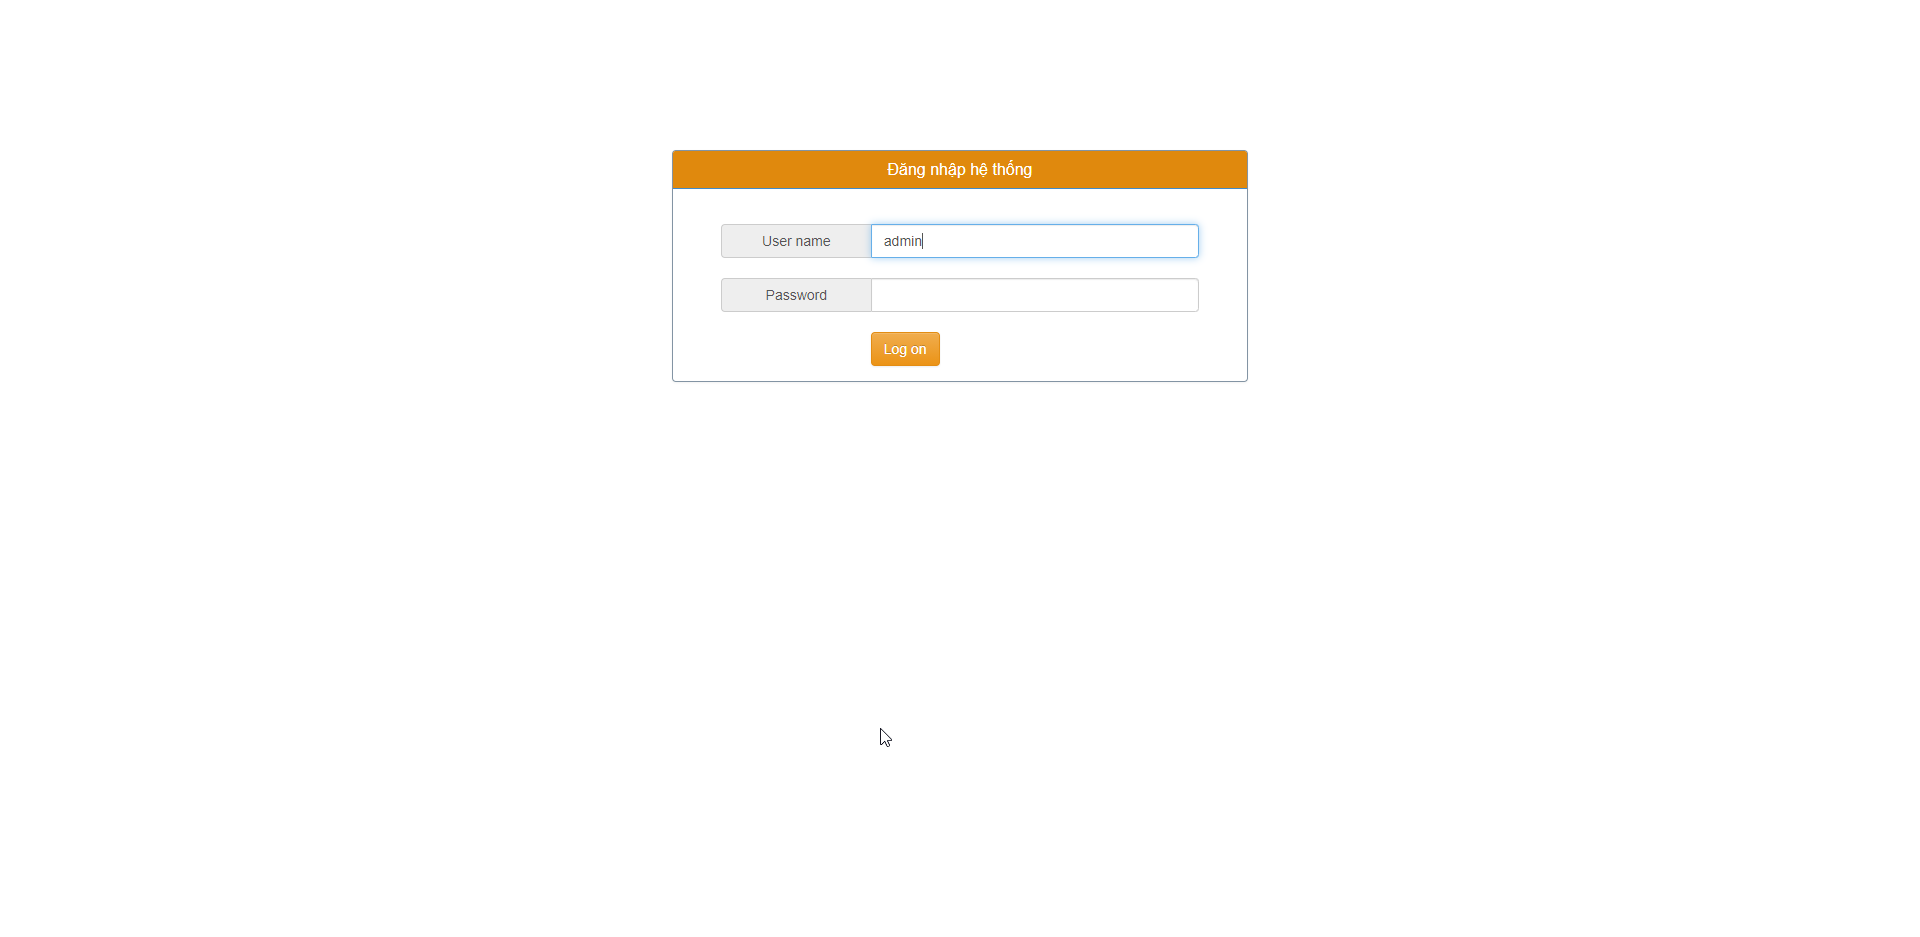 Đăng nhập hệ thống
User name admin
Password
Log on